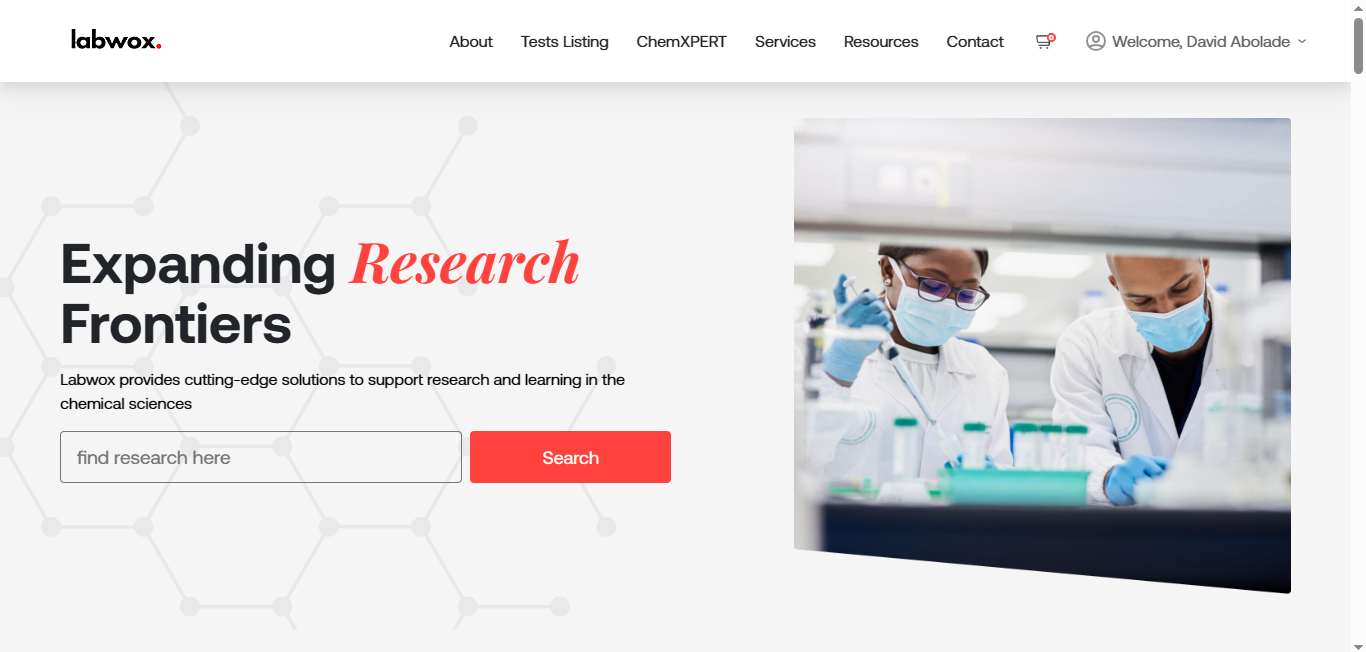 labwox.
About
Tests Listing
ChemXPERT
Services
Resources
Contact
0
Welcome, David Abolade
Expanding Research
Frontiers
Labwox provides cutting-edge solutions to support research and learning in the
chemical sciences
find research here
Search